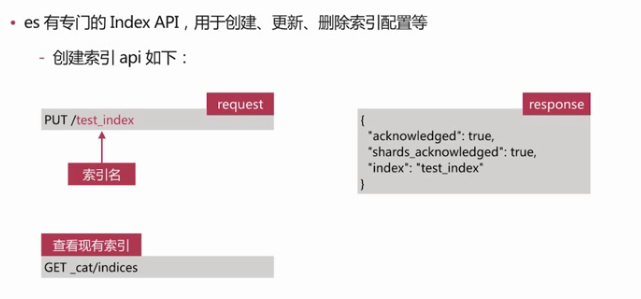 • es 有专门的 Index API，用于创建、更新、删除索引配置等
- 创建索引 api 如下：
request
PUT /test_index
索引名
response
{
"acknowledged": true,
"shards_acknowledged": true,
"index": "test_index"
}
查看现有索引
GET _cat/indices